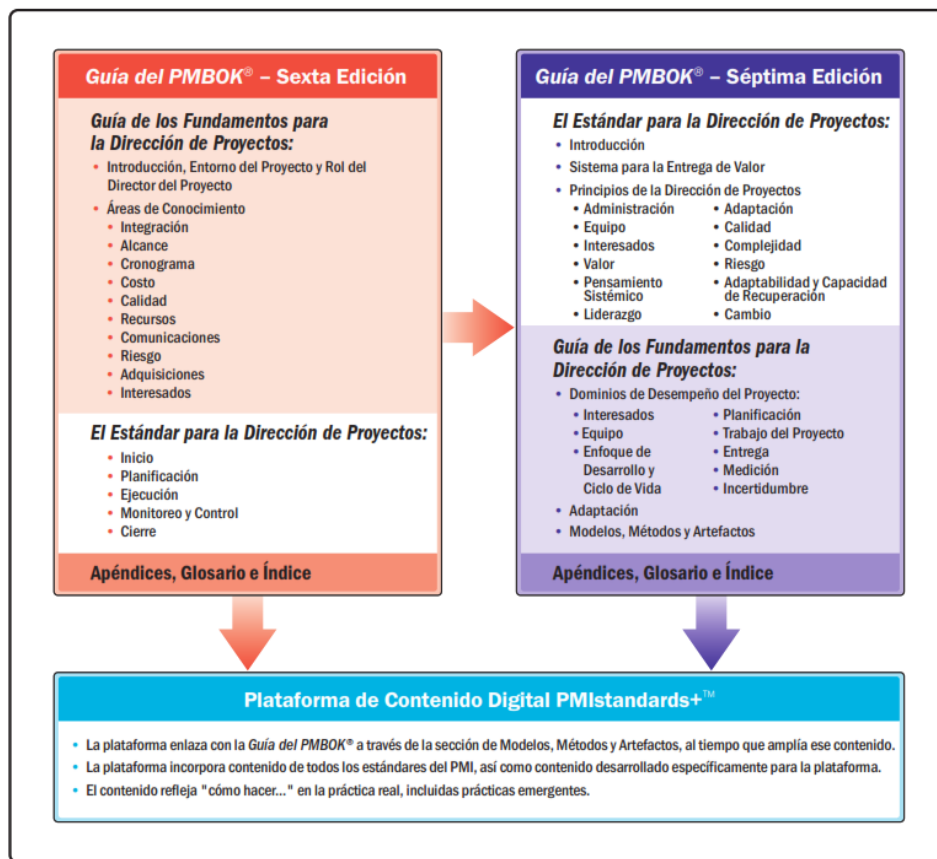 Guía del PMBOK® – Sexta Edición
Guía de los Fundamentos para
la Dirección de Proyectos:
• Introducción, Entorno del Proyecto y Rol del
Director del Proyecto
• Áreas de Conocimiento
• Integración
• Alcance
• Cronograma
• Costo
• Calidad
• Recursos
• Comunicaciones
• Riesgo
• Adquisiciones
• Interesados
El Estándar para la Dirección de Proyectos:
• Inicio
• Planificación
• Ejecución
• Monitoreo y Control
• Cierre
Apéndices, Glosario e Índice
Guía del PMBOK® – Séptima Edición
El Estándar para la Dirección de Proyectos:
• Introducción
• Sistema para la Entrega de Valor
• Principios de la Dirección de Proyectos
• Administración
• Equipo
• Interesados
• Valor
• Pensamiento
Sistémico
• Liderazgo
• Adaptación
• Calidad
• Complejidad
• Riesgo
• Adaptabilidad y Capacidad
de Recuperación
• Cambio
Guía de los Fundamentos para la
Dirección de Proyectos:
• Dominios de Desempeño del Proyecto:
• Interesados
• Equipo
• Enfoque de
Desarrollo y
Ciclo de Vida
• Planificación
• Trabajo del Proyecto
• Entrega
• Medición
• Incertidumbre
• Adaptación
• Modelos, Métodos y Artefactos
Apéndices, Glosario e Índice
Plataforma de Contenido Digital PMIstandards+™
• La plataforma enlaza con la Guía del PMBOK® a través de la sección de Modelos, Métodos y Artefactos, al tiempo que amplía ese contenido.
• La plataforma incorpora contenido de todos los estándares del PMI, así como contenido desarrollado específicamente para la plataforma.
• El contenido refleja "cómo hacer..." en la práctica real, incluidas prácticas emergentes.